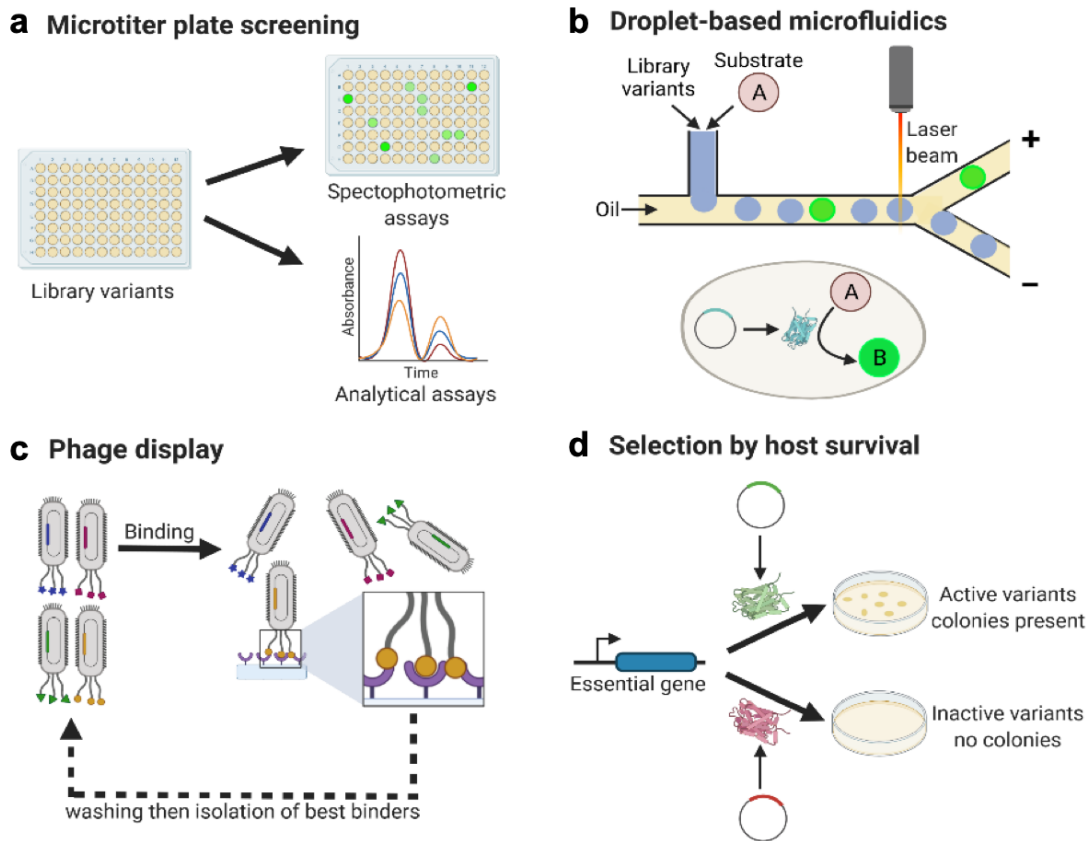 a Microtiter plate screening
Library variants
Spectophotometric
assays
Absorbance
Time
Analytical assays
b Droplet-based microfluidics
Library
variants
Substrate
A
Laser
beam
Oil
+
−
A
B
c Phage display
Binding
washing then isolation of best binders
d Selection by host survival
Essential gene
Active variants
colonies present
Inactive variants
no colonies